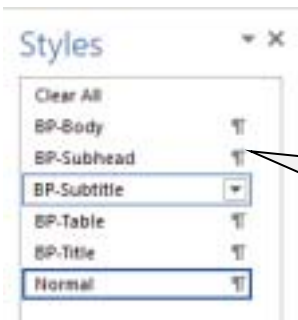 Styles
Clear All
BP-Body ¶
BP-Subhead ¶
BP-Subtitle
BP-Table ¶
BP-Title ¶
Normal ¶